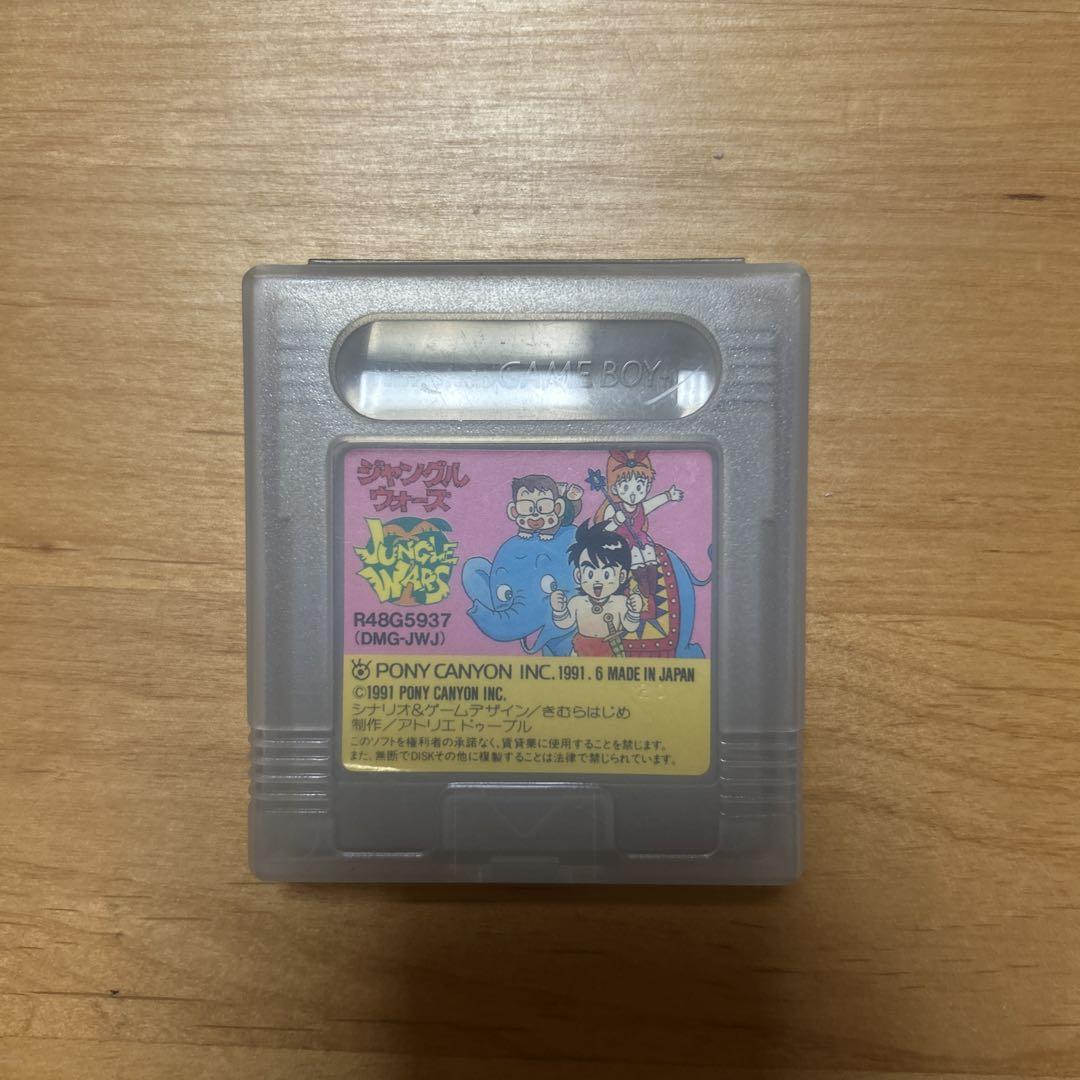 GAME BOY
ジャングル
ウォーズ
JUNGLE
WARS
R48G5937
(DMG-JWJ)
PONY CANYON INC. 1991. 6 MADE IN JAPAN
©1991 PONY CANYON INC.
シナリオ&ゲームデザイン/きむらはじめ
制作/アトリエ ドゥーブル
このソフトを権利者の承諾なく、賃貸業に使用することを禁じます。
また、無断でDISKその他に複製することは法律で禁じられています。